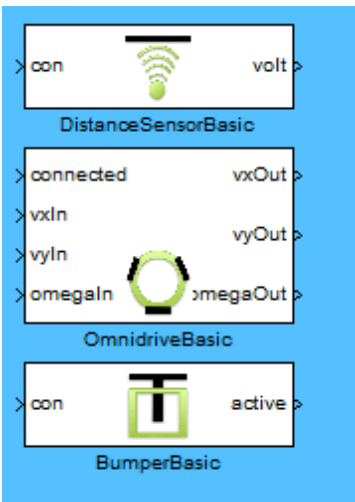 con volt
DistanceSensorBasic
connected vxOut
vxIn
vyOut
vyIn
omegaIn omegaOut
OmnidriveBasic
con active
BumperBasic